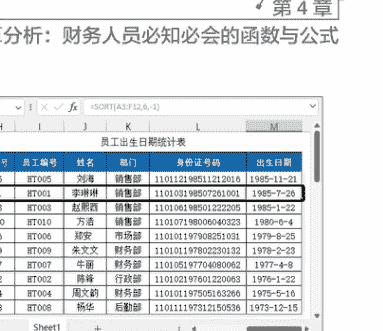 第4章
分析：财务人员必知必会的函数与公式
fx =SORT(A3:F12,6,-1)
H I J K L M
员工出生日期统计表
号 员工编号 姓名 部门 身份证号码 出生日期
HT005 刘海 销售部 110112198511212016 1985-11-21
HT001 李琳琳 销售部 110103198507261001 1985-7-26
HT003 赵熙西 销售部 110106198501222205 1985-1-22
0 HT010 方浩 销售部 110107198006040323 1980-6-4
HT006 郑安 市场部 110101197908251031 1979-8-25
HT009 朱文文 财务部 110101197802230132 1978-2-23
HT007 牛丽 财务部 110105197704080062 1977-4-8
HT002 陈锋 行政部 110102197601220063 1976-1-22
HT004 周文韵 财务部 110101197505163266 1975-5-16
HT008 杨华 后勤部 110111197312150536 1973-12-15
Sheet1 +